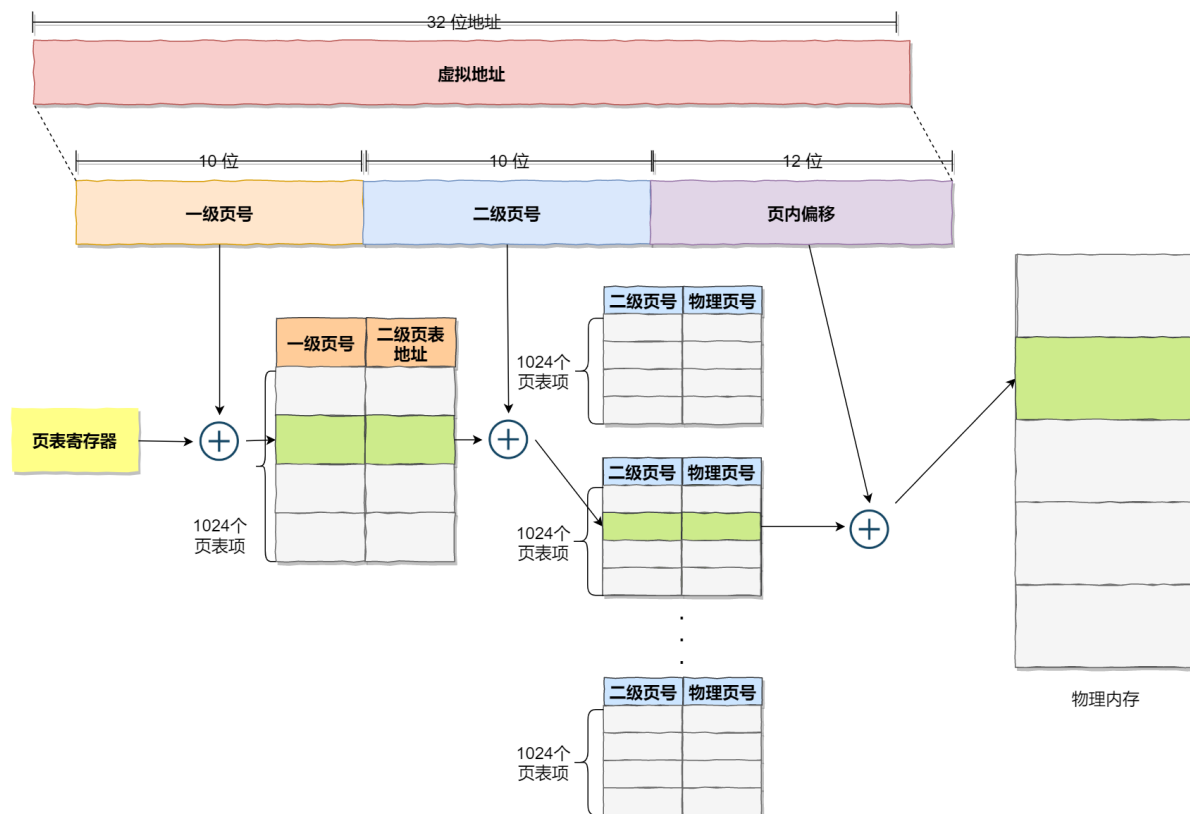 32 位地址
虚拟地址
10 位
10 位
12 位
一级页号
二级页号
页内偏移
二级页号
物理页号
1024个
页表项
一级页号
二级页表
地址
页表寄存器
1024个
页表项
二级页号
物理页号
1024个
页表项
.
.
.
二级页号
物理页号
1024个
页表项
物理内存